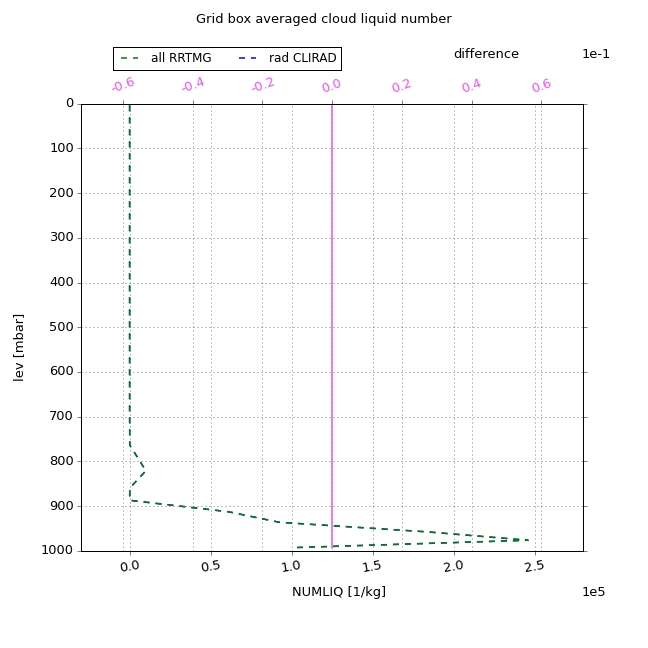 Grid box averaged cloud liquid number
all RRTMG rad CLIRAD
difference 1e-1
-0.6 -0.4 -0.2 0.0 0.2 0.4 0.6
0
100
200
300
400
500
600
700
800
900
1000
lev [mbar]
0.0 0.5 1.0 1.5 2.0 2.5
NUMLIQ [1/kg] 1e5